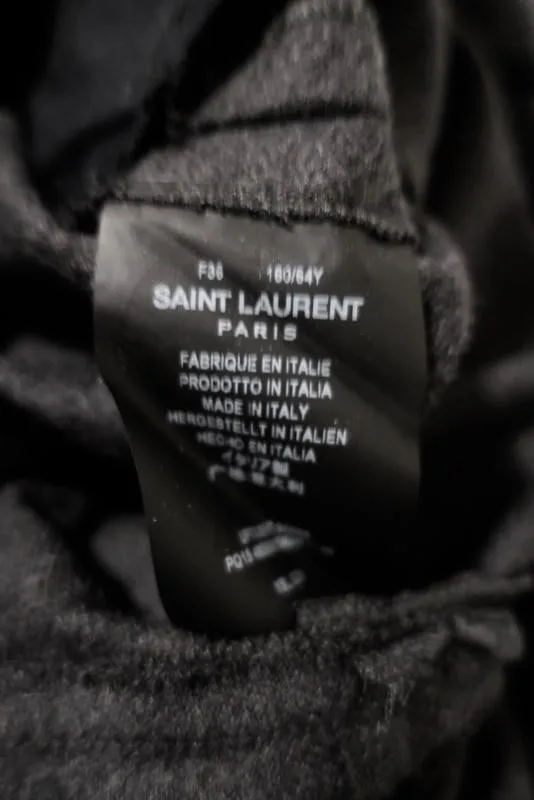 F36 160/64Y
SAINT LAURENT
PARIS
FABRIQUE EN ITALIE
PRODOTTO IN ITALIA
MADE IN ITALY
HERGESTELLT IN ITALIEN
HECHO EN ITALIA
イタリア製